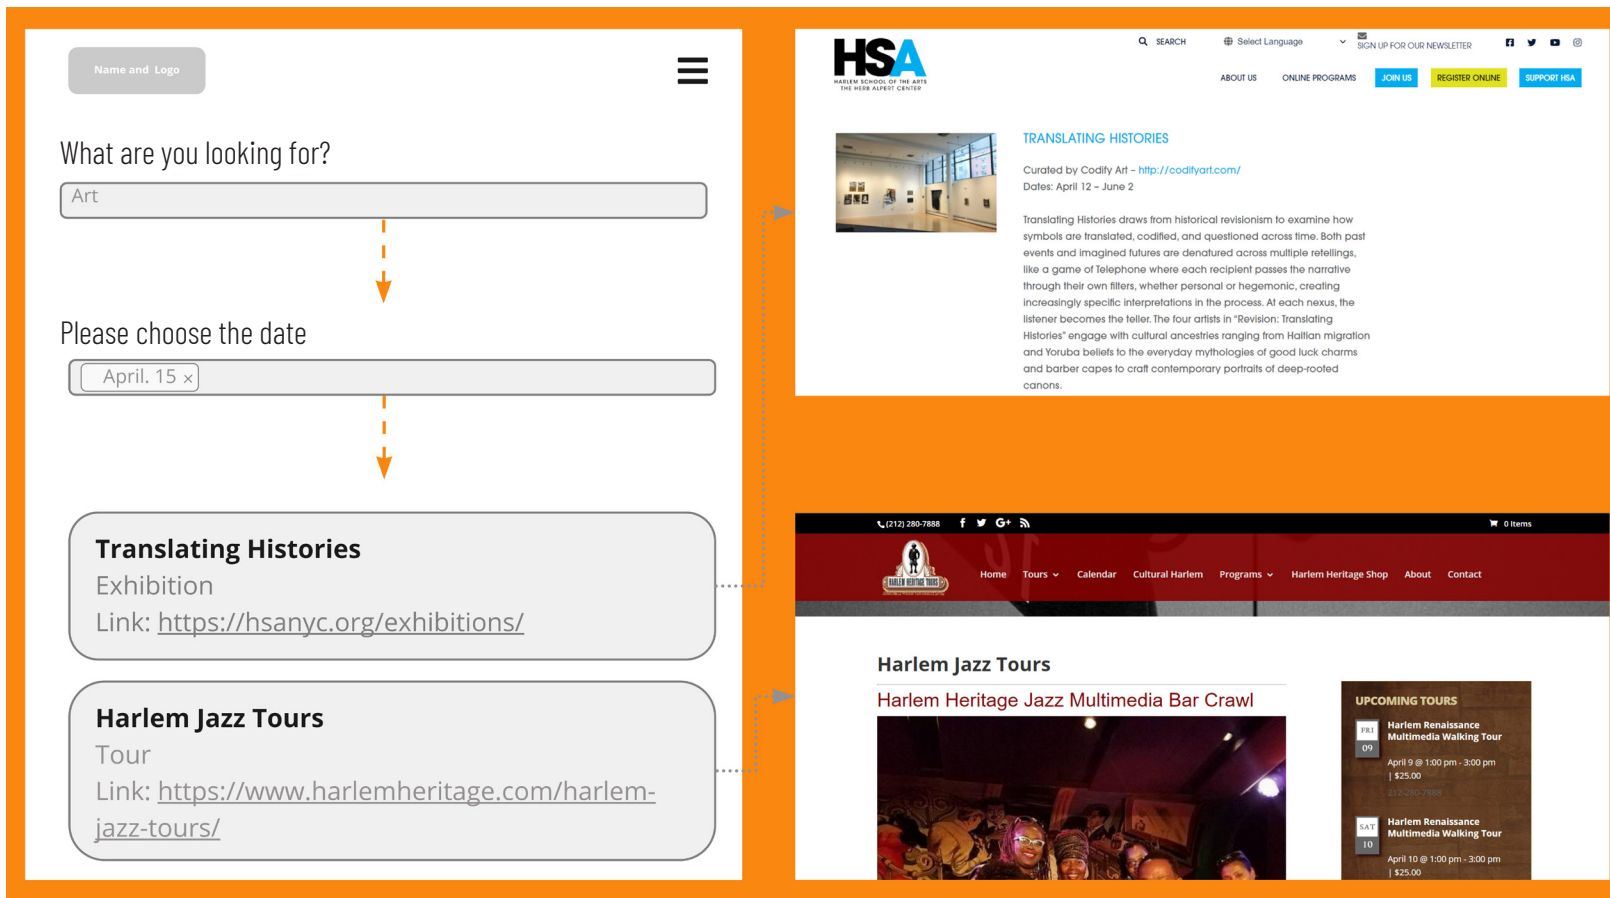 Name and Logo
What are you looking for?
Art
Please choose the date
April. 15 ×
Translating Histories
Exhibition
Link: https://hsanyc.org/exhibitions/
Harlem Jazz Tours
Tour
Link: https://www.harlemheritage.com/harlem-
jazz-tours/
HSA
HARLEM SCHOOL OF THE ARTS
THE HERB ALPERT CENTER
SEARCH
Select Language
SIGN UP FOR OUR NEWSLETTER
ABOUT US
ONLINE PROGRAMS
JOIN US
REGISTER ONLINE
SUPPORT HSA
TRANSLATING HISTORIES
Curated by Codify Art – http://codifyart.com/
Dates: April 12 – June 2
Translating Histories draws from historical revisionism to examine how
symbols are translated, codified, and questioned across time. Both past
events and imagined futures are denatured across multiple retellings,
like a game of Telephone where each recipient passes the narrative
through their own filters, whether personal or hegemonic, creating
increasingly specific interpretations in the process. At each nexus, the
listener becomes the teller. The four artists in “Revision: Translating
Histories” engage with cultural ancestries ranging from Haitian migration
and Yoruba beliefs to the everyday mythologies of good luck charms
and barber capes to craft contemporary portraits of deep-rooted
canons.
(212) 280-7888
0 Items
HARLEM HERITAGE TOURS
Home
Tours
Calendar
Cultural Harlem
Programs
Harlem Heritage Shop
About
Contact
Harlem Jazz Tours
Harlem Heritage Jazz Multimedia Bar Crawl
UPCOMING TOURS
FRI
09
Harlem Renaissance
Multimedia Walking Tour
April 9 @ 1:00 pm - 3:00 pm
| $25.00
212-280-7888
SAT
10
Harlem Renaissance
Multimedia Walking Tour
April 10 @ 1:00 pm - 3:00 pm
| $25.00